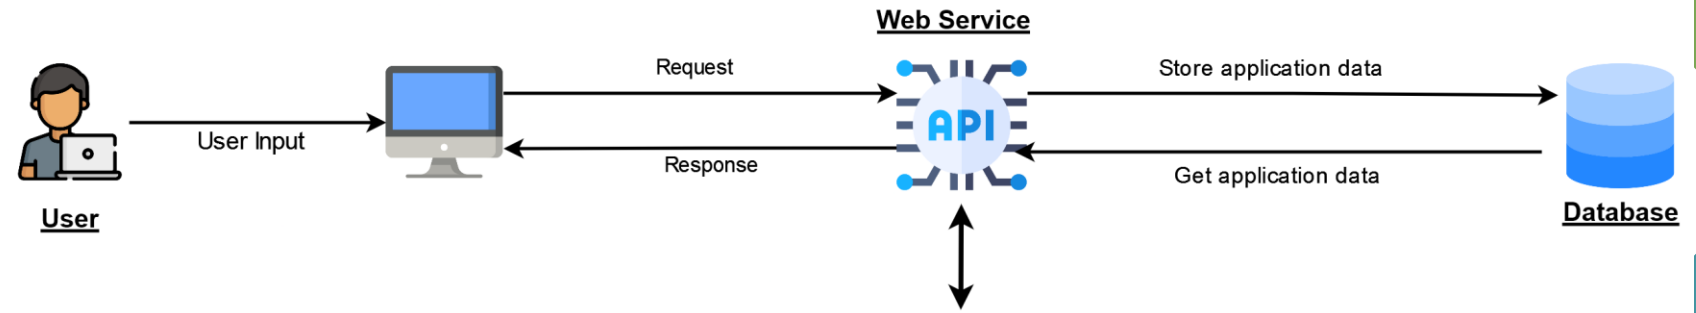 Web Service
Request
Store application data
User Input
API
Response
Get application data
User
Database